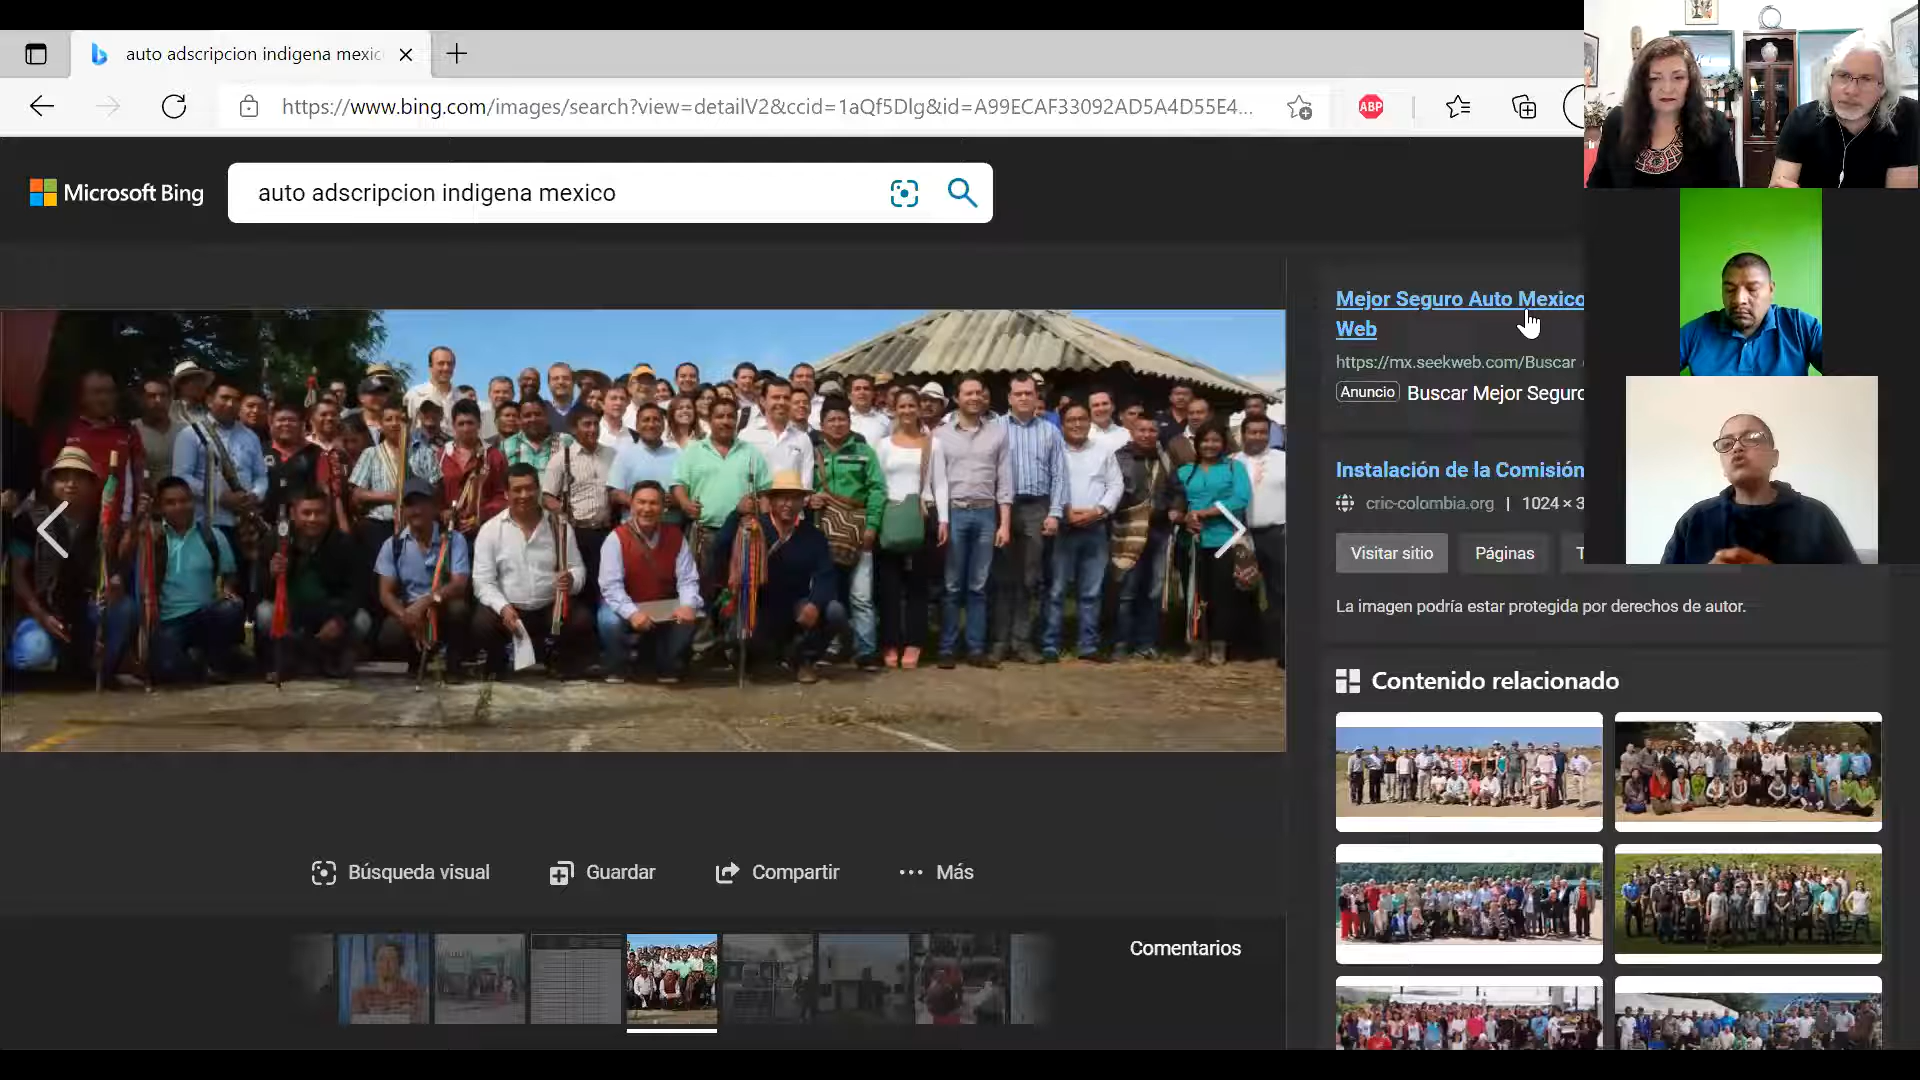 auto adscripcion indigena mexic
https://www.bing.com/images/search?view=detailV2&ccid=1aQf5Dlg&id=A99ECAF33092AD5A4D55E4...
ABP
Microsoft Bing
auto adscripcion indigena mexico
Mejor Seguro Auto Mexico
Web
https://mx.seekweb.com/Buscar
Anuncio Buscar Mejor Seguro
Instalación de la Comisión
cric-colombia.org | 1024 × 3
Visitar sitio Páginas T
La imagen podría estar protegida por derechos de autor.
Contenido relacionado
Búsqueda visual Guardar Compartir Más
Comentarios